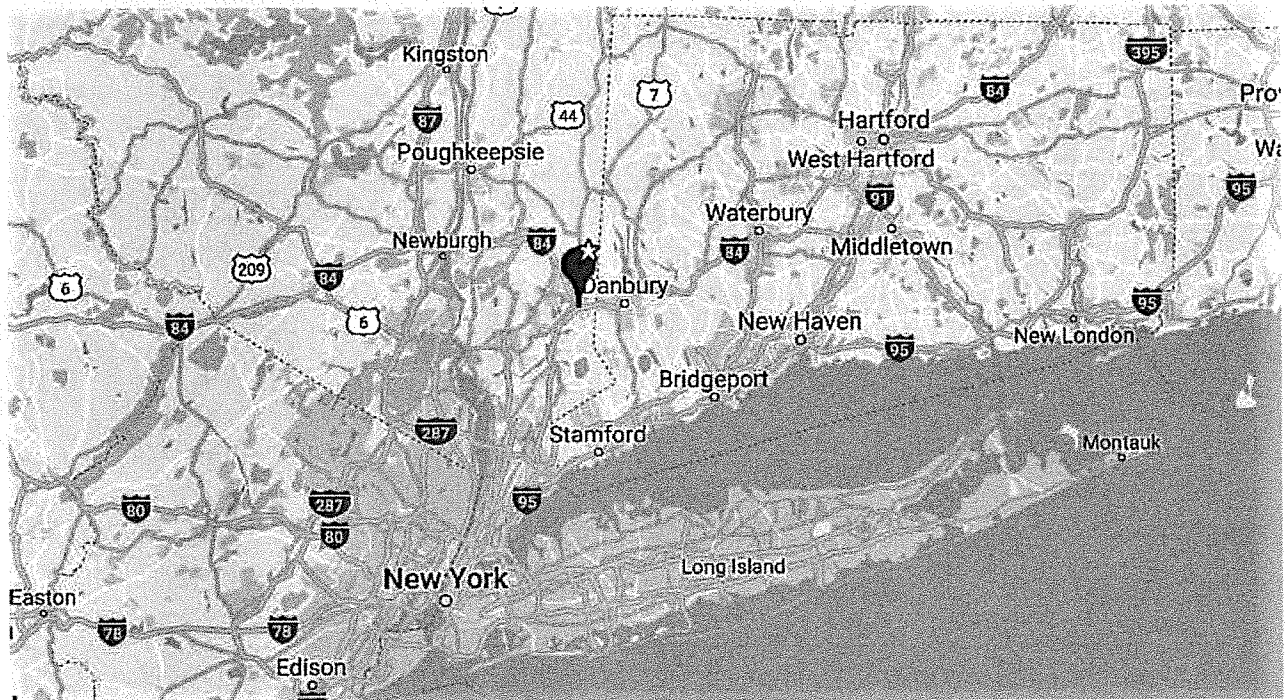 Kingston
395
84
7
44
87
Pro
Hartford
Poughkeepsie
West Hartford
Wa
91
95
Waterbury
Newburgh
84
84
Middletown
209
84
6
Danbury
95
84
6
New Haven
95
New London
Bridgeport
287
Stamford
Montauk
95
287
80
80
Long Island
New York
Easton
78
78
Edison